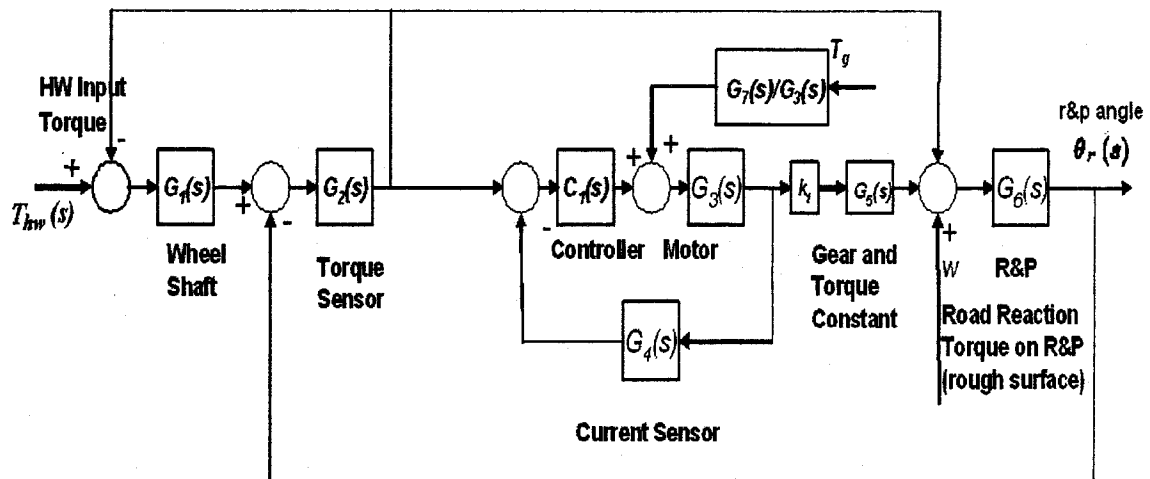 HW Input
Torque
-
+
T_hw(s)
G_1(s)
Wheel
Shaft
+
-
G_2(s)
Torque
Sensor
-
C_1(s)
Controller
+
+
G_7(s)/G_3(s)
T_g
G_3(s)
Motor
G_4(s)
Current Sensor
k_t
G_5(s)
Gear and
Torque
Constant
+
W
Road Reaction
Torque on R&P
(rough surface)
G_6(s)
R&P
r&p angle
θ_r(s)